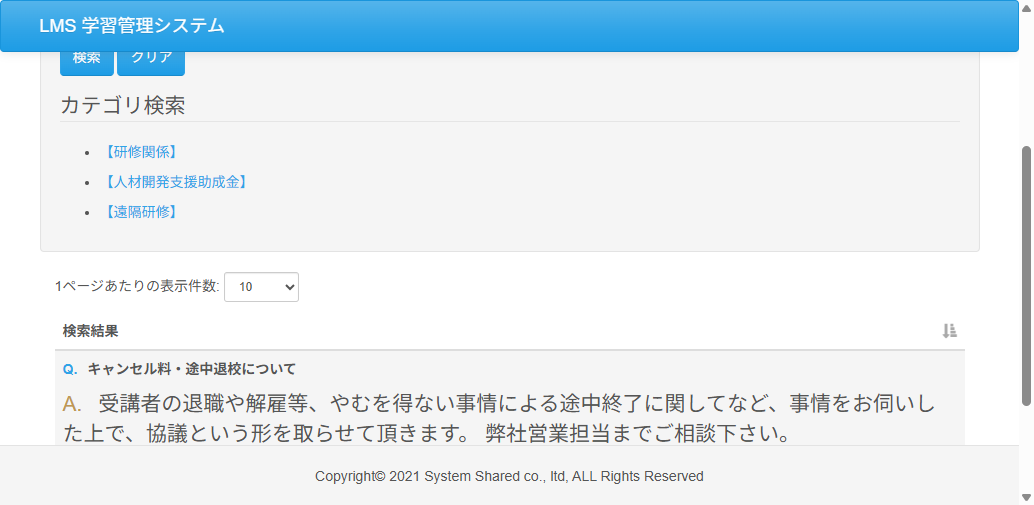 LMS 学習管理システム
検索 クリア
カテゴリ検索
【研修関係】
【人材開発支援助成金】
【遠隔研修】
1ページあたりの表示件数: 10
検索結果
Q. キャンセル料・途中退校について
A. 受講者の退職や解雇等、やむを得ない事情による途中終了に関してなど、事情をお伺いし
た上で、協議という形を取らせて頂きます。 弊社営業担当までご相談下さい。
Copyright© 2021 System Shared co., ltd, ALL Rights Reserved